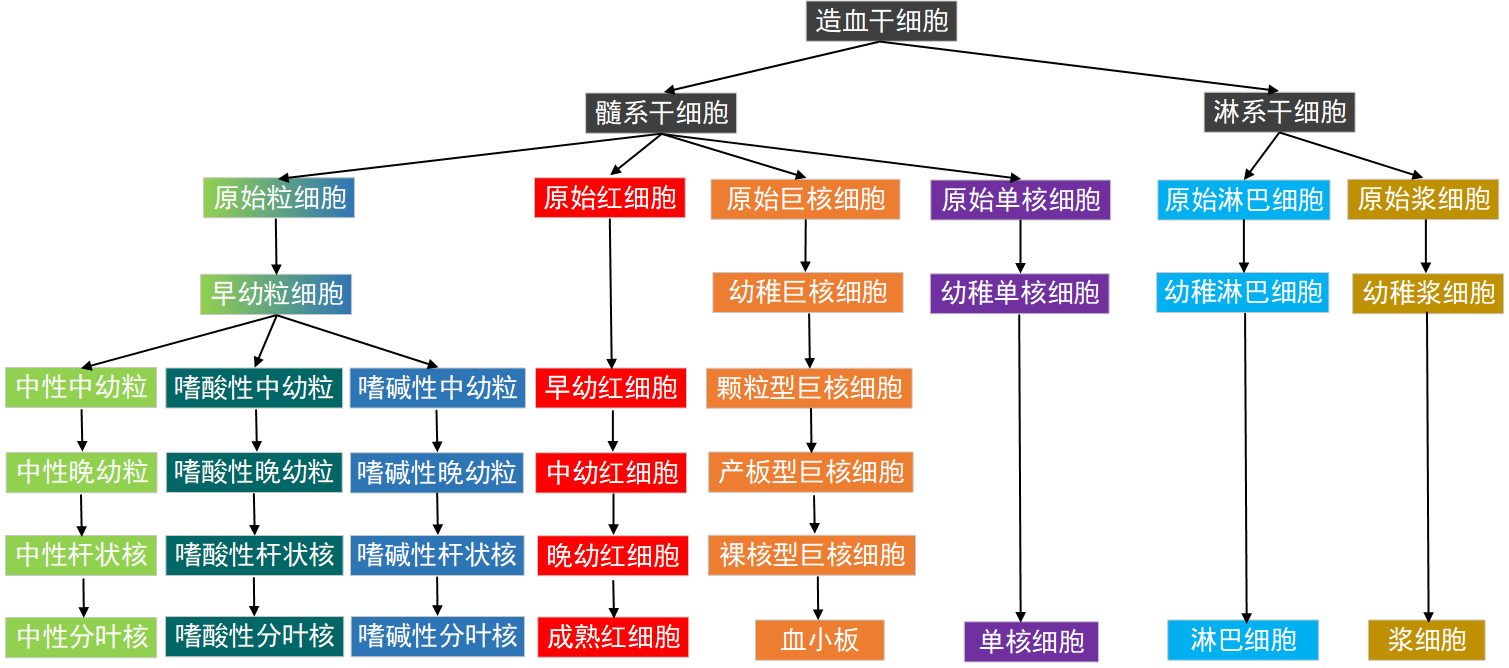 造血干细胞
髓系干细胞
淋系干细胞
原始粒细胞
原始红细胞
原始巨核细胞
原始单核细胞
原始淋巴细胞
原始浆细胞
早幼粒细胞
幼稚巨核细胞
幼稚单核细胞
幼稚淋巴细胞
幼稚浆细胞
中性中幼粒
嗜酸性中幼粒
嗜碱性中幼粒
早幼红细胞
颗粒型巨核细胞
中性晚幼粒
嗜酸性晚幼粒
嗜碱性晚幼粒
中幼红细胞
产板型巨核细胞
中性杆状核
嗜酸性杆状核
嗜碱性杆状核
晚幼红细胞
裸核型巨核细胞
中性分叶核
嗜酸性分叶核
嗜碱性分叶核
成熟红细胞
血小板
单核细胞
淋巴细胞
浆细胞